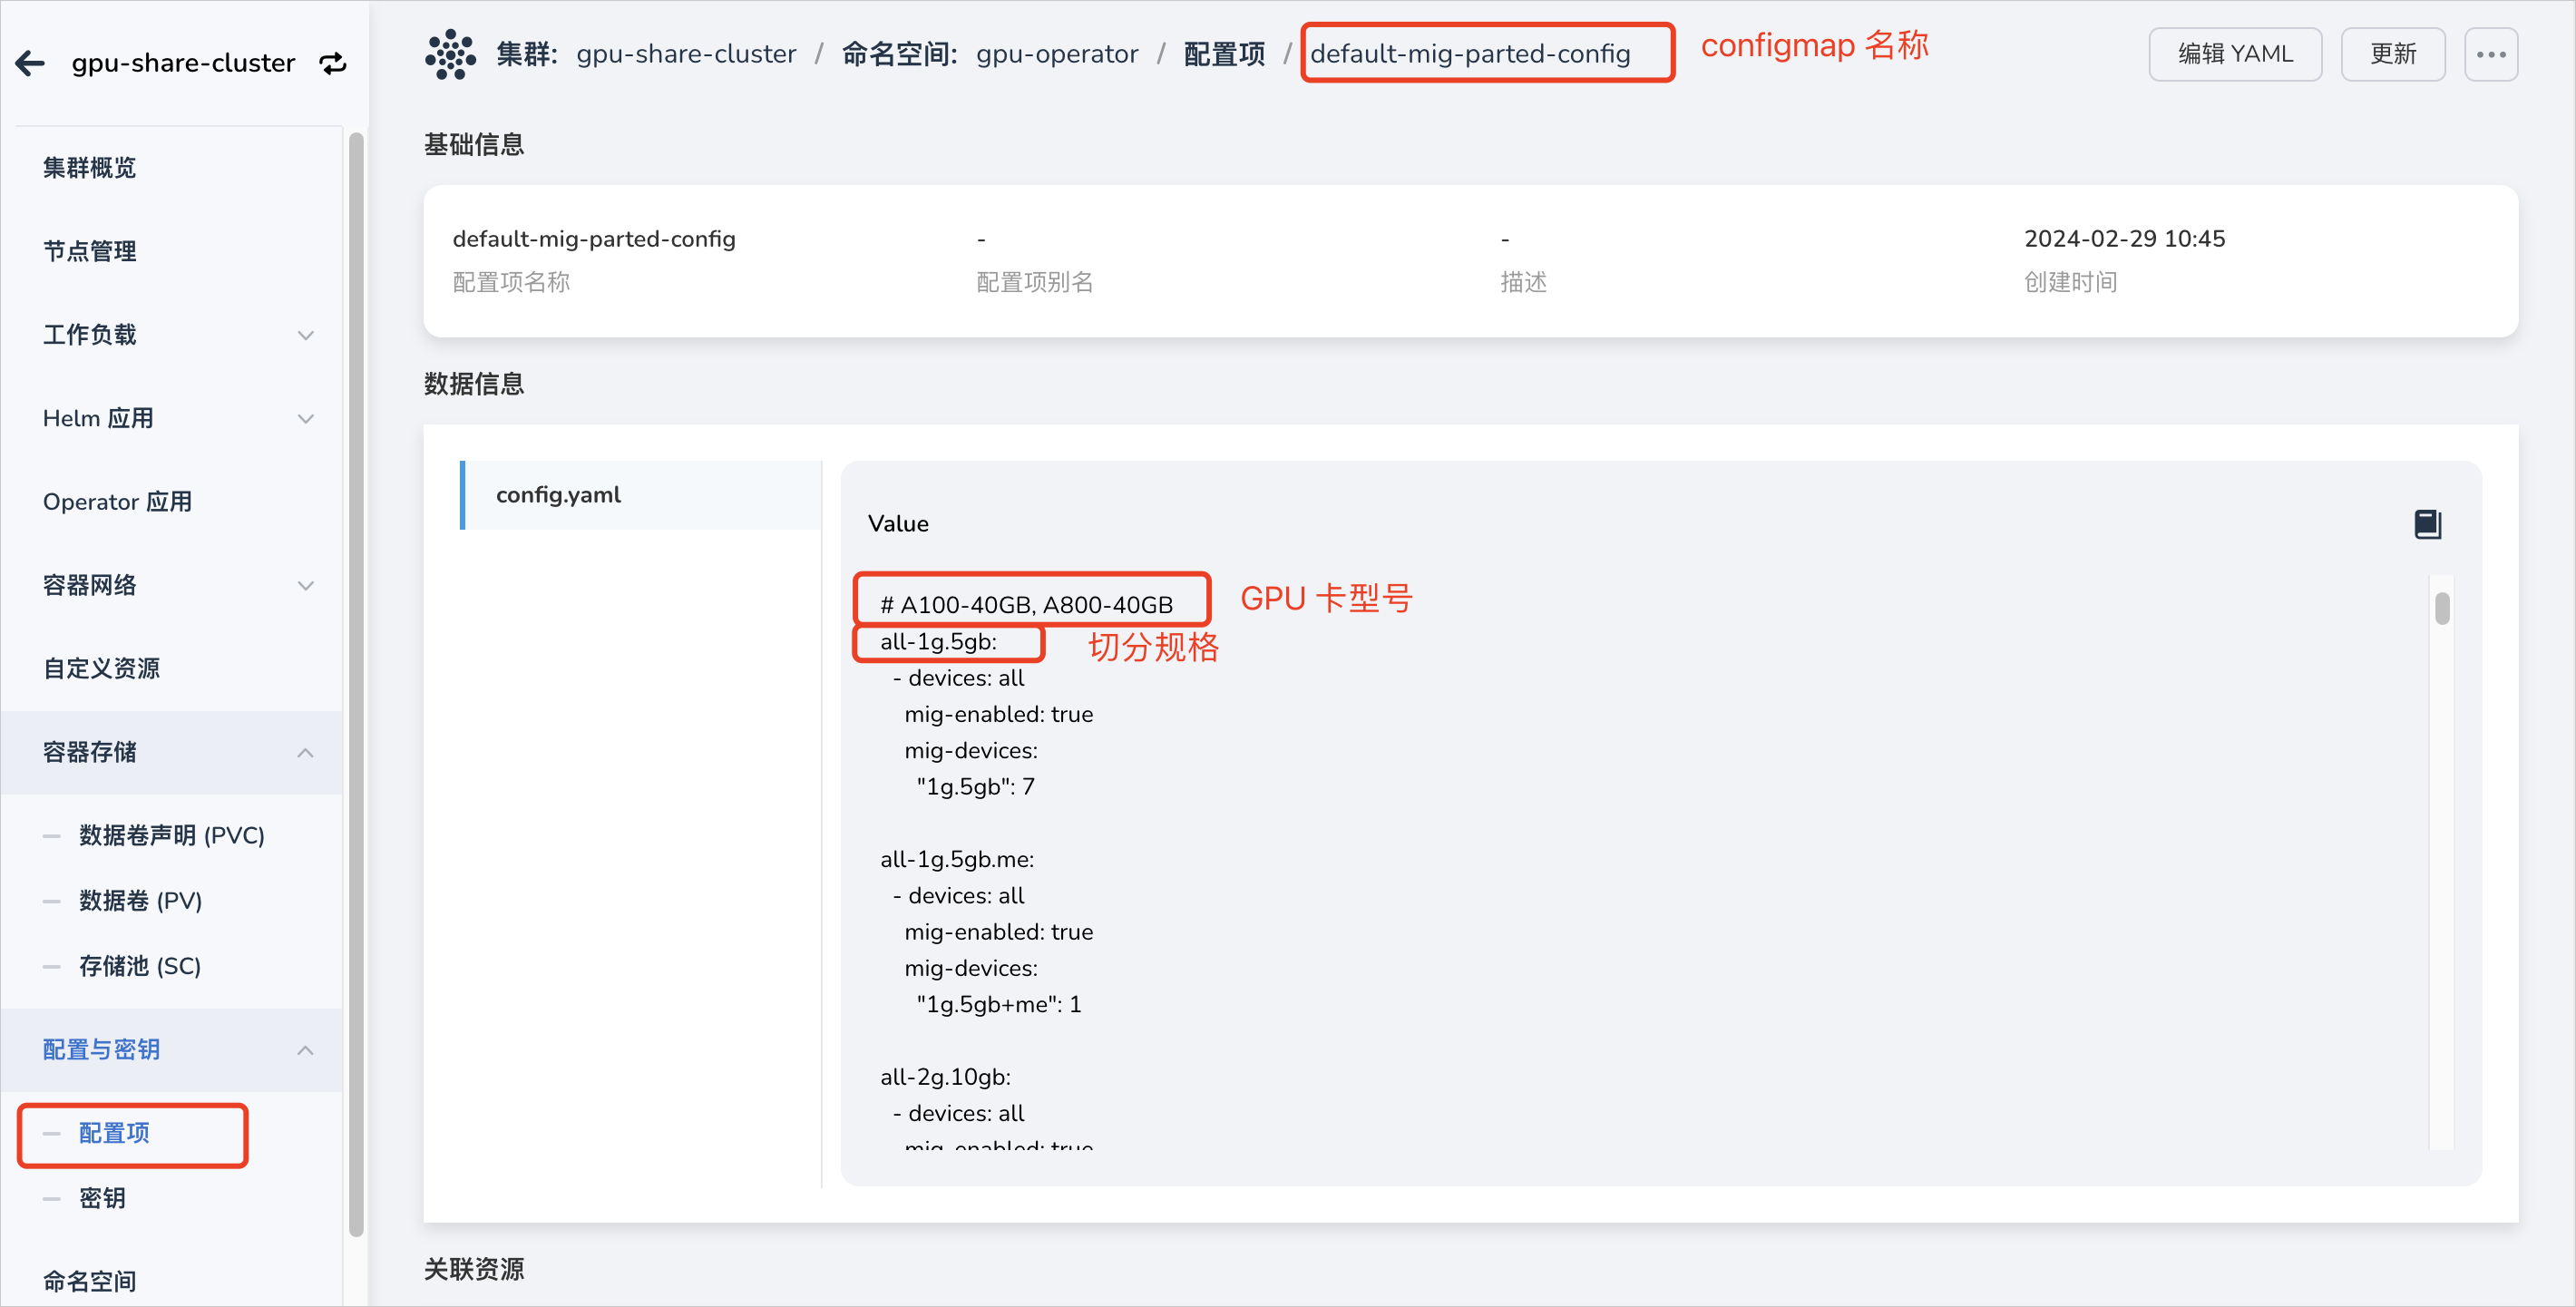 gpu-share-cluster
集群概览
节点管理
工作负载
Helm 应用
Operator 应用
容器网络
自定义资源
容器存储
数据卷声明 (PVC)
数据卷 (PV)
存储池 (SC)
配置与密钥
配置项
密钥
命名空间
集群: gpu-share-cluster / 命名空间: gpu-operator / 配置项 / default-mig-parted-config
configmap 名称
编辑 YAML
更新
基础信息
default-mig-parted-config
配置项名称
-
配置项别名
-
描述
2024-02-29 10:45
创建时间
数据信息
config.yaml
Value
# A100-40GB, A800-40GB
GPU 卡型号
all-1g.5gb:
切分规格
- devices: all
mig-enabled: true
mig-devices:
"1g.5gb": 7
all-1g.5gb.me:
- devices: all
mig-enabled: true
mig-devices:
"1g.5gb+me": 1
all-2g.10gb:
- devices: all
mig-enabled: true
关联资源